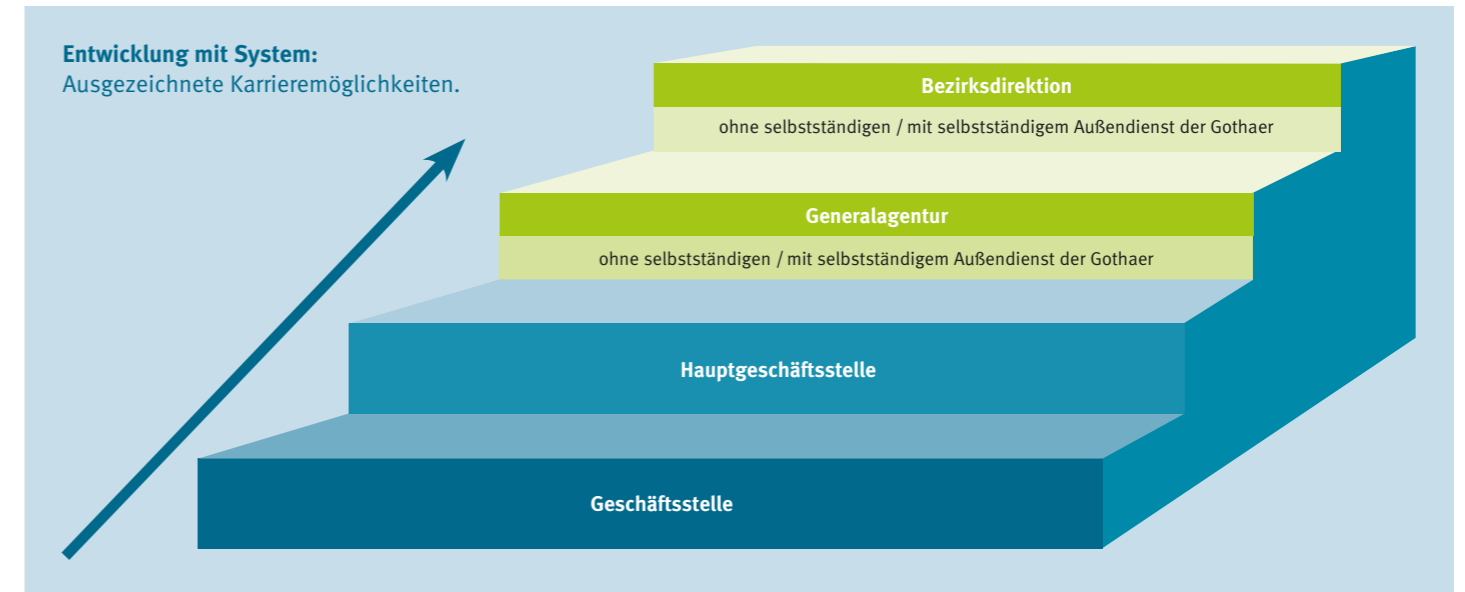 Entwicklung mit System:
Ausgezeichnete Karrieremöglichkeiten.
Bezirksdirektion
ohne selbstständigen / mit selbstständigem Außendienst der Gothaer
Generalagentur
ohne selbstständigen / mit selbstständigem Außendienst der Gothaer
Hauptgeschäftsstelle
Geschäftsstelle